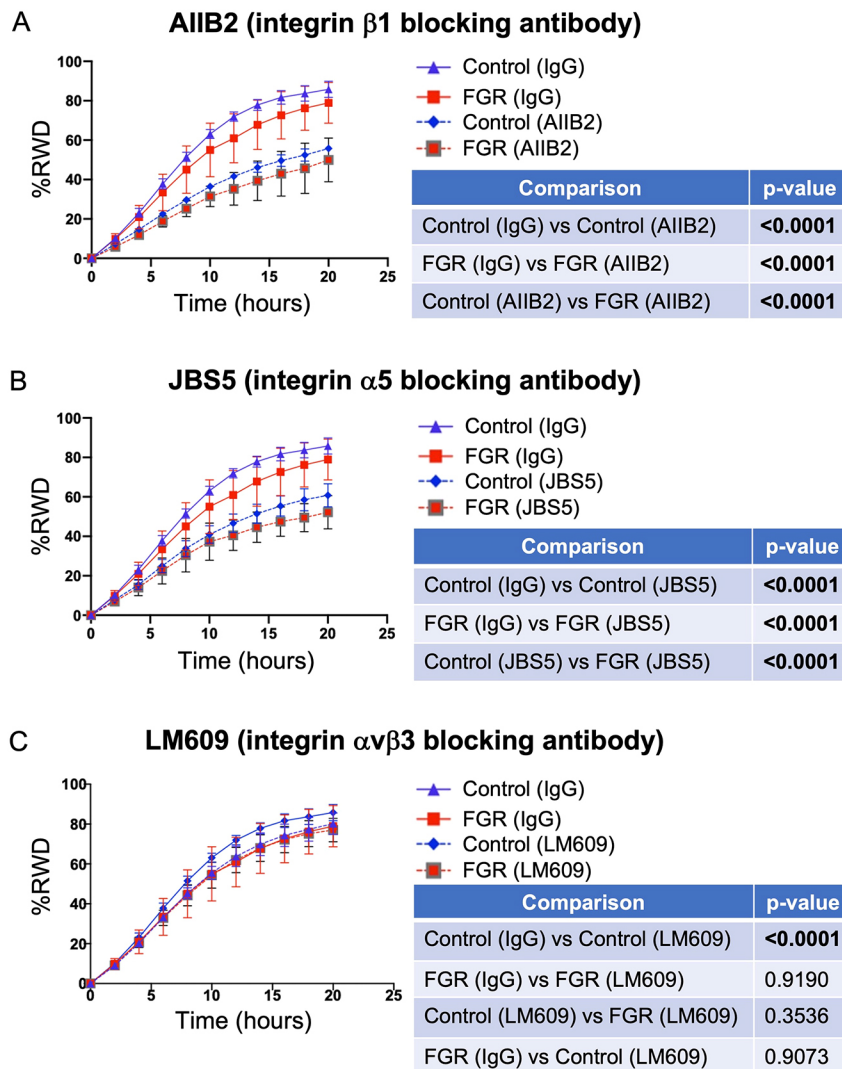 A
AIIB2 (integrin β1 blocking antibody)
100
80
60
40
20
0
0 5 10 15 20 25
%RWD
Time (hours)
Control (IgG)
FGR (IgG)
Control (AIIB2)
FGR (AIIB2)
Comparison p-value
Control (IgG) vs Control (AIIB2) <0.0001
FGR (IgG) vs FGR (AIIB2) <0.0001
Control (AIIB2) vs FGR (AIIB2) <0.0001
B
JBS5 (integrin α5 blocking antibody)
100
80
60
40
20
0
0 5 10 15 20 25
%RWD
Time (hours)
Control (IgG)
FGR (IgG)
Control (JBS5)
FGR (JBS5)
Comparison p-value
Control (IgG) vs Control (JBS5) <0.0001
FGR (IgG) vs FGR (JBS5) <0.0001
Control (JBS5) vs FGR (JBS5) <0.0001
C
LM609 (integrin αvβ3 blocking antibody)
100
80
60
40
20
0
0 5 10 15 20 25
%RWD
Time (hours)
Control (IgG)
FGR (IgG)
Control (LM609)
FGR (LM609)
Comparison p-value
Control (IgG) vs Control (LM609) <0.0001
FGR (IgG) vs FGR (LM609) 0.9190
Control (LM609) vs FGR (LM609) 0.3536
FGR (IgG) vs Control (LM609) 0.9073